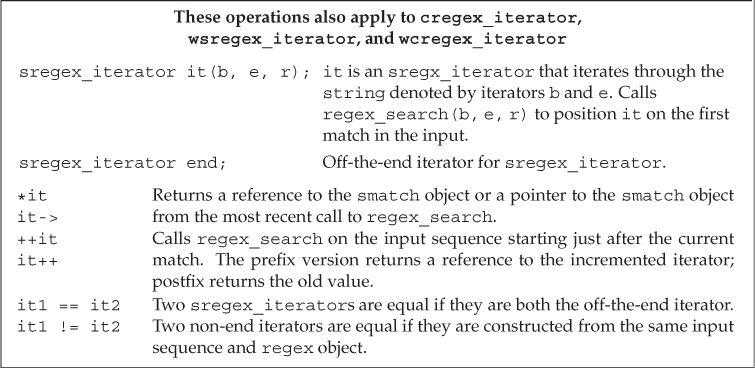 These operations also apply to cregex_iterator,
wsregex_iterator, and wcregex_iterator
sregex_iterator it(b, e, r); it is an sregx_iterator that iterates through the
string denoted by iterators b and e. Calls
regex_search(b, e, r) to position it on the first
match in the input.
sregex_iterator end; Off-the-end iterator for sregex_iterator.
*it Returns a reference to the smatch object or a pointer to the smatch object
it-> from the most recent call to regex_search.
++it Calls regex_search on the input sequence starting just after the current
it++ match. The prefix version returns a reference to the incremented iterator;
postfix returns the old value.
it1 == it2 Two sregex_iterators are equal if they are both the off-the-end iterator.
it1 != it2 Two non-end iterators are equal if they are constructed from the same input
sequence and regex object.